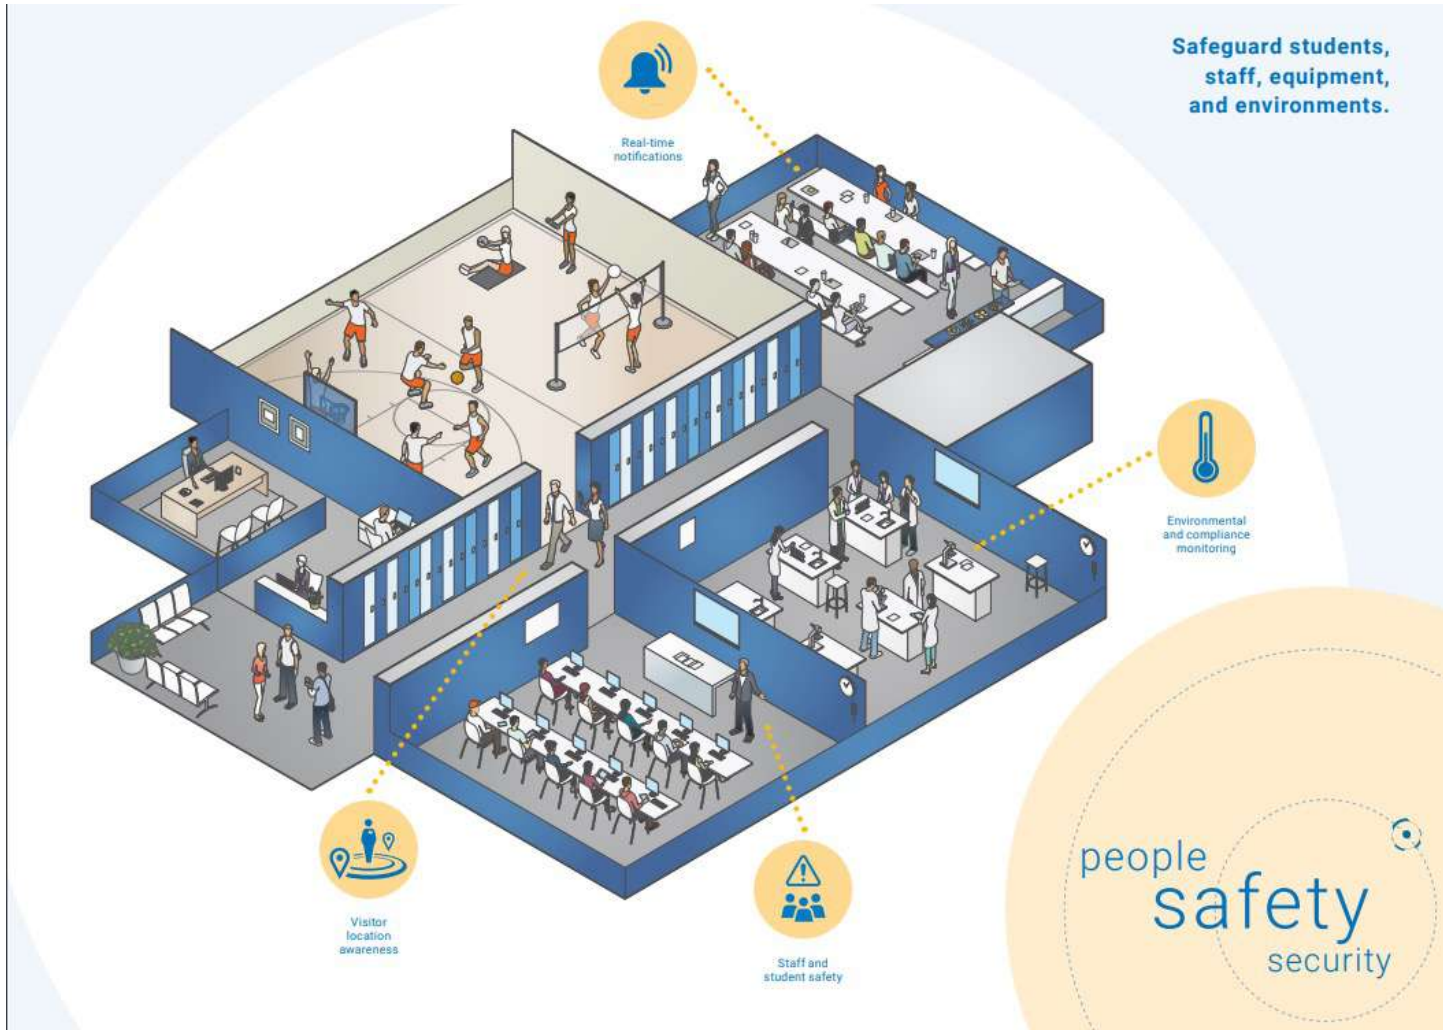 Safeguard students,
staff, equipment,
and environments.
Real-time
notifications
Environmental
and compliance
monitoring
Visitor
location
awareness
Staff and
student safety
people
safety
security